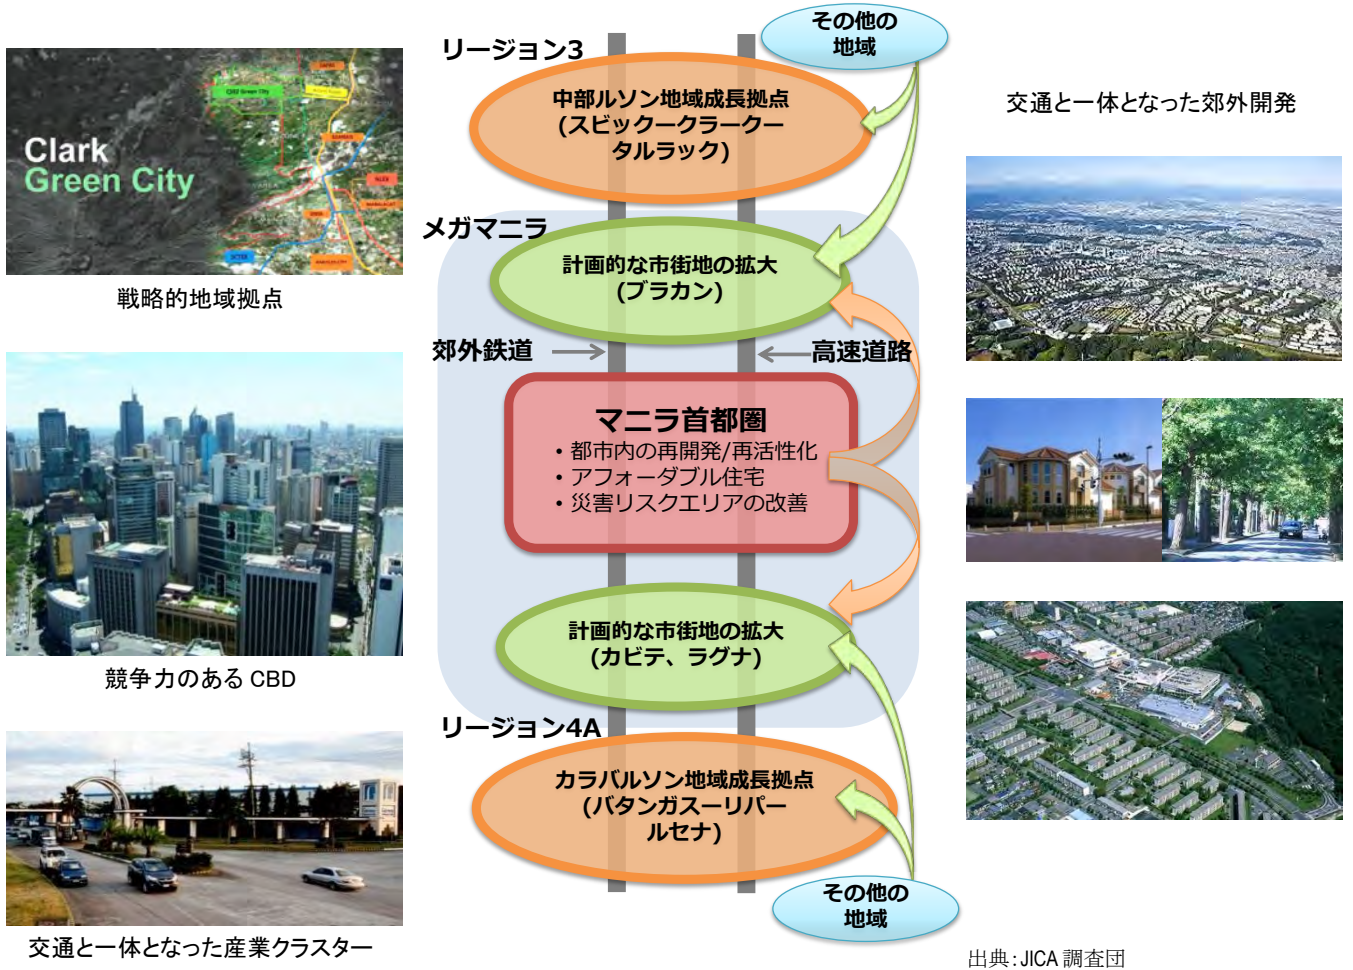 その他の
地域
リージョン3
中部ルソン地域成長拠点
(スビッククラークー
タルラック)
Clark
Green City
戦略的地域拠点
交通と一体となった郊外開発
メガマニラ
計画的な市街地の拡大
(ブラカン)
郊外鉄道
高速道路
マニラ首都圏
・都市内の再開発/再活性化
・アフォーダブル住宅
・災害リスクエリアの改善
競争力のある CBD
計画的な市街地の拡大
(カビテ、ラグナ)
リージョン4A
カラバルソン地域成長拠点
(バタンガスーリパー
ルセナ)
その他の
地域
交通と一体となった産業クラスター
出典：JICA 調査団